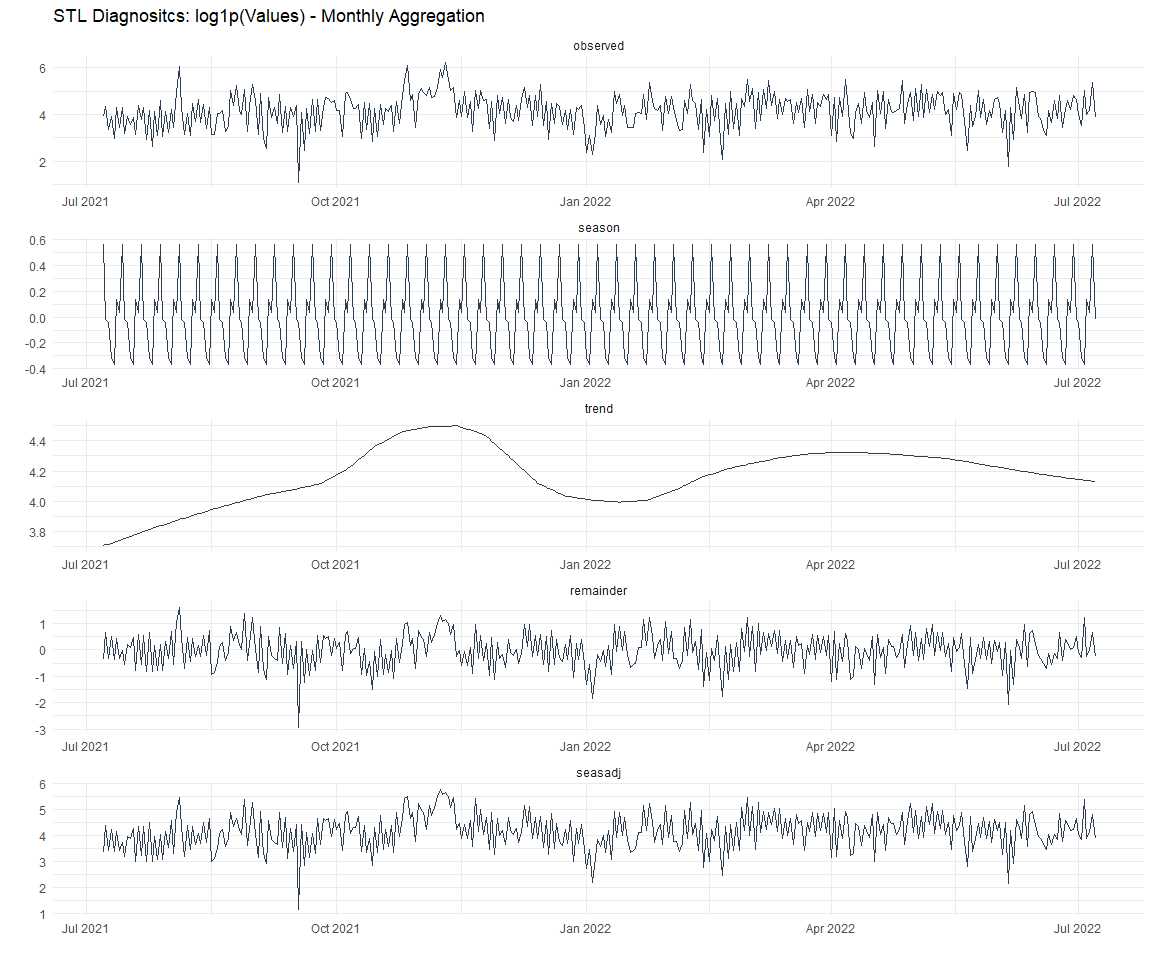 STL Diagnositcs: log1p(Values) - Monthly Aggregation
observed
6
4
2
Jul 2021 Oct 2021 Jan 2022 Apr 2022 Jul 2022
season
0.6
0.4
0.2
0.0
-0.2
-0.4
Jul 2021 Oct 2021 Jan 2022 Apr 2022 Jul 2022
trend
4.4
4.2
4.0
3.8
Jul 2021 Oct 2021 Jan 2022 Apr 2022 Jul 2022
remainder
1
0
-1
-2
-3
Jul 2021 Oct 2021 Jan 2022 Apr 2022 Jul 2022
seasadj
6
5
4
3
2
1
Jul 2021 Oct 2021 Jan 2022 Apr 2022 Jul 2022